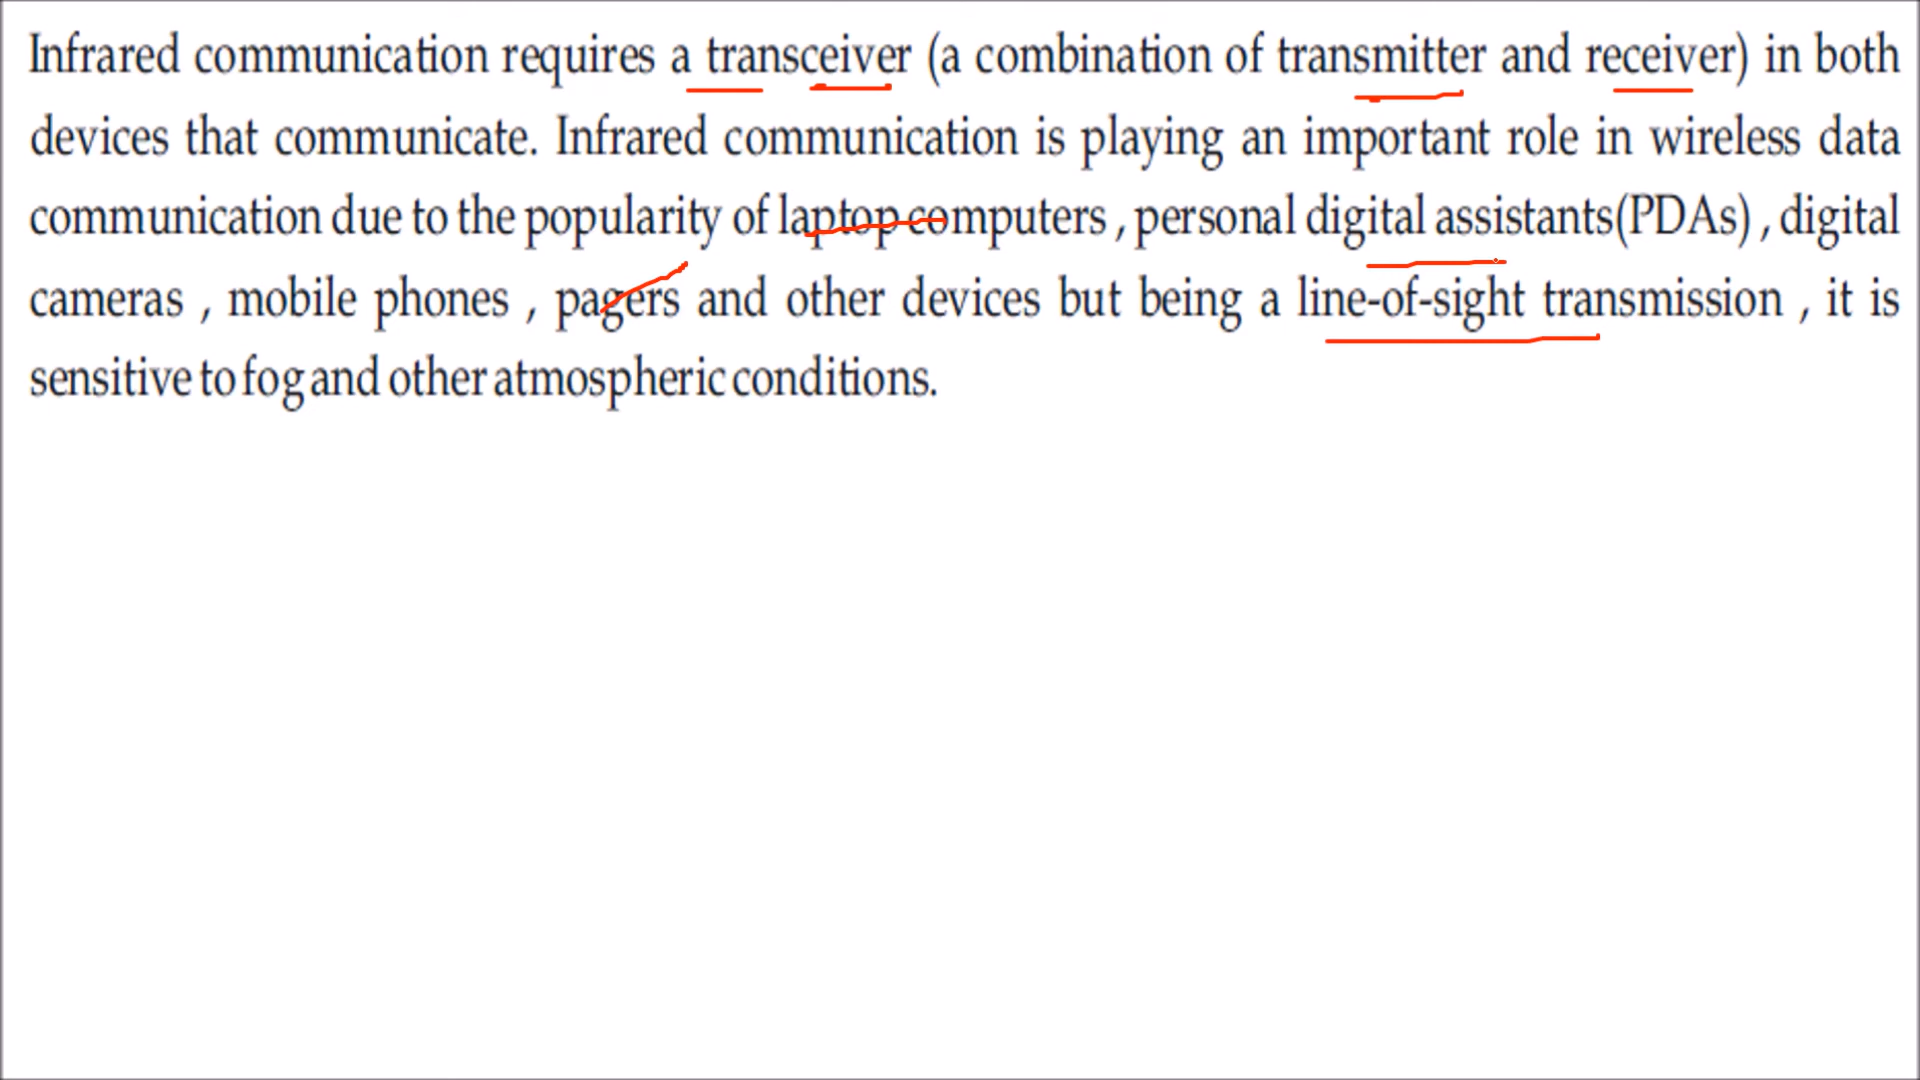 Infrared communication requires a transceiver (a combination of transmitter and receiver) in both
devices that communicate. Infrared communication is playing an important role in wireless data
communication due to the popularity of laptop computers , personal digital assistants(PDAs) , digital
cameras , mobile phones , pagers and other devices but being a line-of-sight transmission , it is
sensitive to fog and other atmospheric conditions.